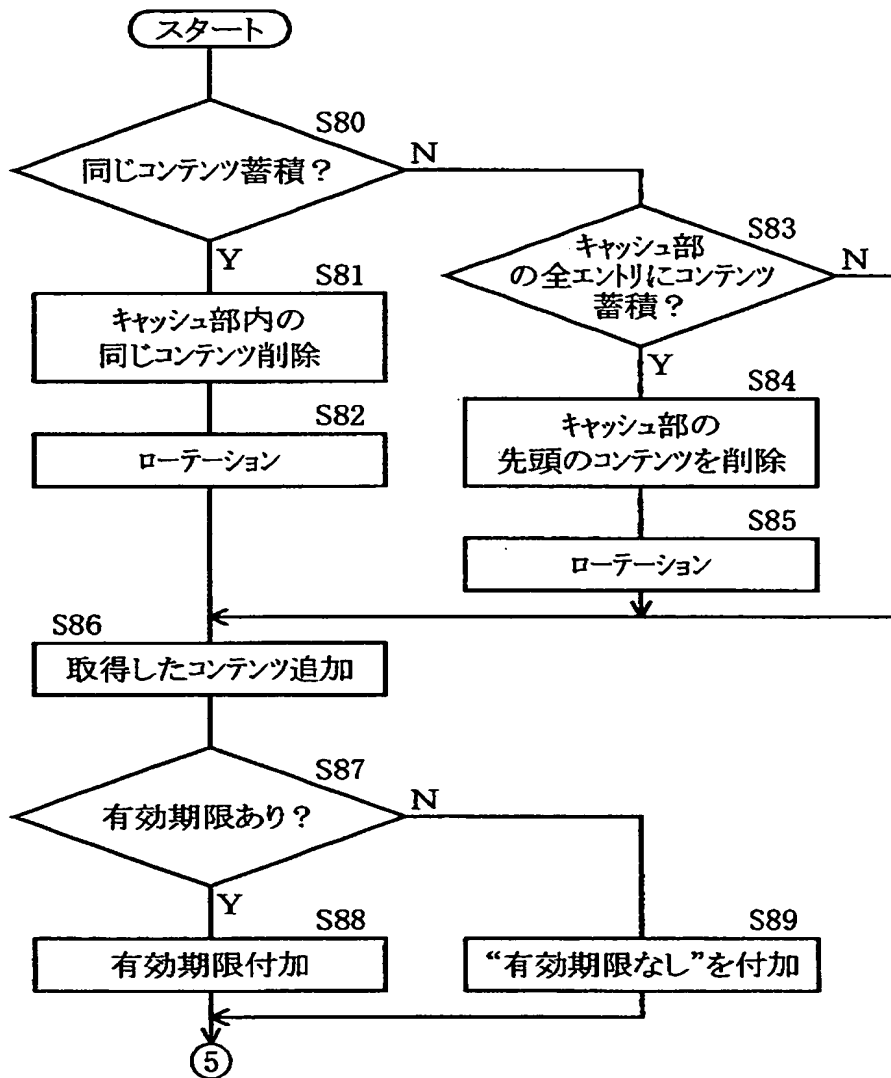 スタート
S80
同じコンテンツ蓄積？
N
Y
S83
キャッシュ部
の全エントリにコンテンツ
蓄積？
N
Y
S81
キャッシュ部内の
同じコンテンツ削除
S84
キャッシュ部の
先頭のコンテンツを削除
S82
ローテーション
S85
ローテーション
S86
取得したコンテンツ追加
S87
有効期限あり？
N
Y
S88
有効期限付加
S89
“有効期限なし”を付加
5